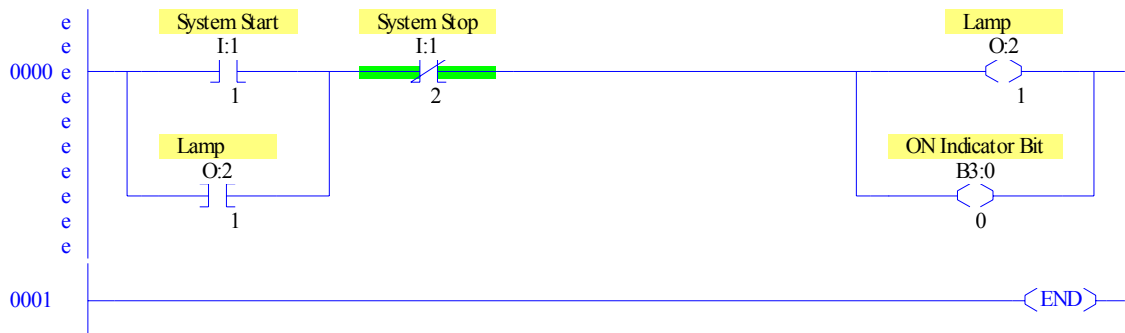 e System Start System Stop Lamp
e I:1 I:1 O:2
0000 e
e 1 2 1
e
e Lamp ON Indicator Bit
e O:2 B3:0
e
e 1 0
e
0001 END